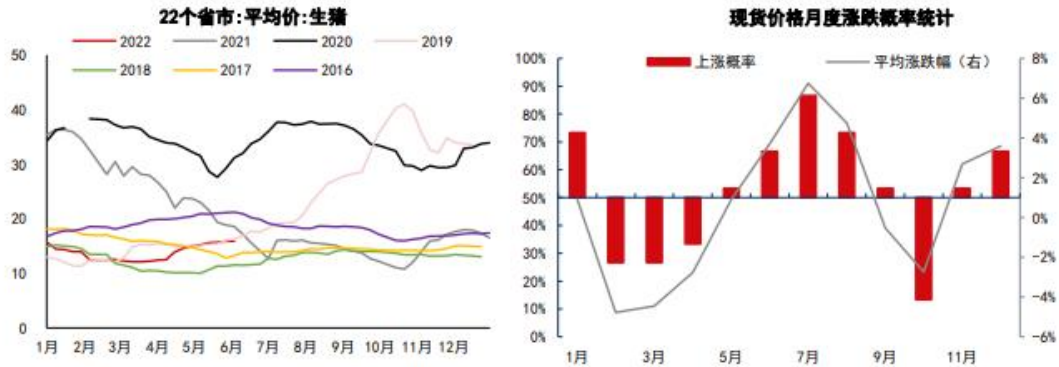 22个省市:平均价:生猪
2022 2021 2020 2019
2018 2017 2016
50
40
30
20
10
0
1月 2月 3月 4月 5月 6月 7月 8月 9月 10月 11月 12月
现货价格月度涨跌概率统计
上涨概率 平均涨跌幅（右）
100% 8%
90% 6%
80% 4%
70% 2%
60% 0%
50% -2%
40% -4%
30% -6%
20%
10%
0%
1月 3月 5月 7月 9月 11月